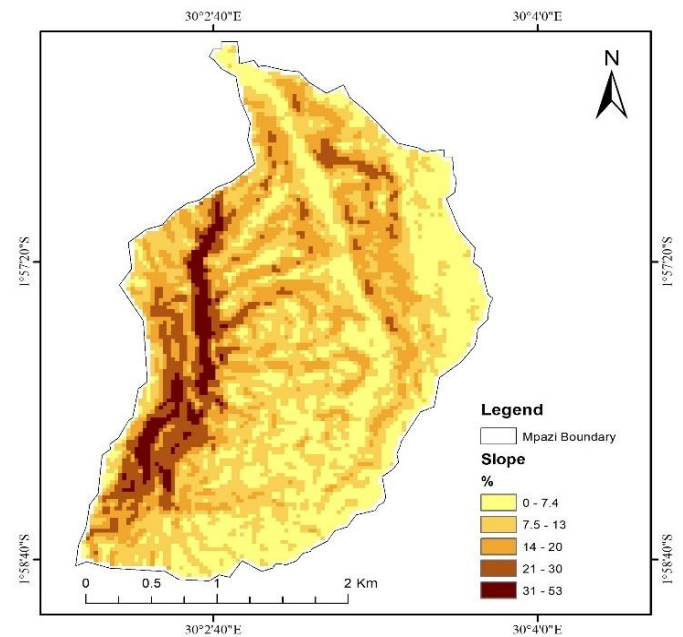 30°2'40"E 30°4'0"E
N
1°57'20"S 1°57'20"S
Legend
Mpazi Boundary
Slope
%
0 - 7.4
7.5 - 13
14 - 20
21 - 30
31 - 53
1°58'40"S 1°58'40"S
0 0.5 1 2 Km
30°2'40"E 30°4'0"E